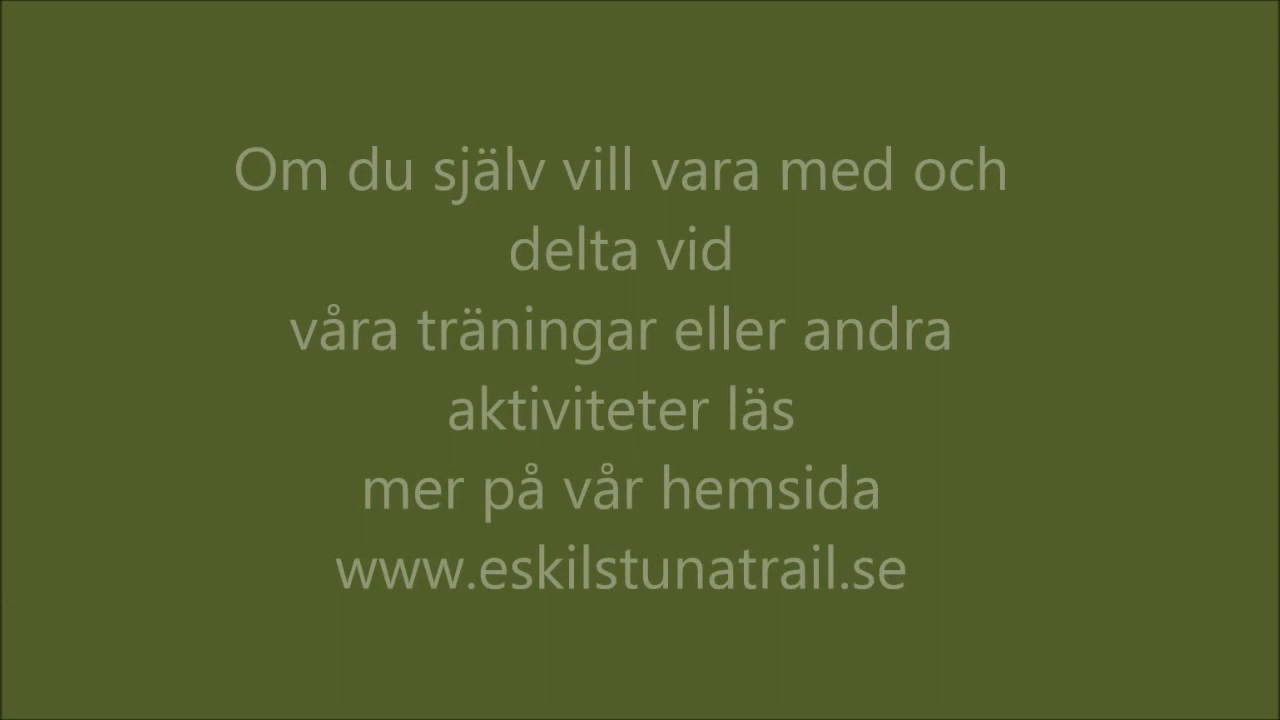 Om du själv vill vara med och
delta vid
våra träningar eller andra
aktiviteter läs
mer på vår hemsida
www.eskilstunatrail.se